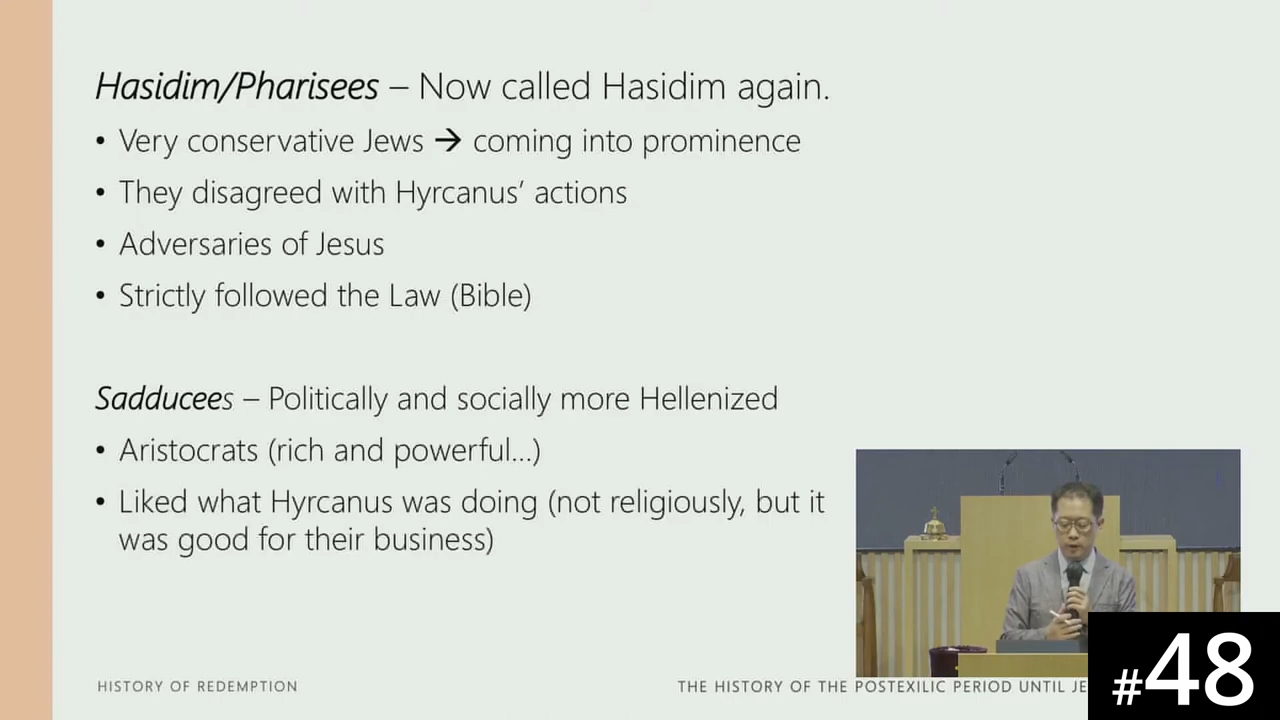 Hasidim/Pharisees – Now called Hasidim again.
• Very conservative Jews → coming into prominence
• They disagreed with Hyrcanus’ actions
• Adversaries of Jesus
• Strictly followed the Law (Bible)
Sadducees – Politically and socially more Hellenized
• Aristocrats (rich and powerful...)
• Liked what Hyrcanus was doing (not religiously, but it
was good for their business)
HISTORY OF REDEMPTION
THE HISTORY OF THE POSTEXILIC PERIOD UNTIL JE
#48